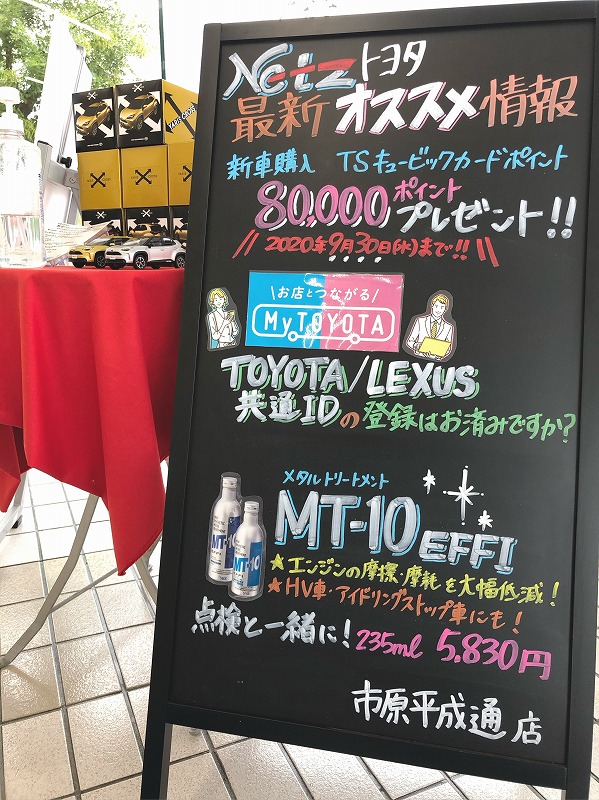 Netz トヨタ
最新 オススメ 情報
新車購入 TSキュービックカードポイント
80,000 ポイント
プレゼント!!
2020年9月30日(水)まで!!
お店とつながる
My TOYOTA
TOYOTA/LEXUS
共通IDの登録はお済みですか?
メタルトリートメント
MT-10 EFFI
★エンジンの摩擦・摩耗を大幅低減!
★HV車・アイドリングストップ車にも!
点検と一緒に! 235ml 5,830円
市原平成通店
YARIS CROSS
MT-10